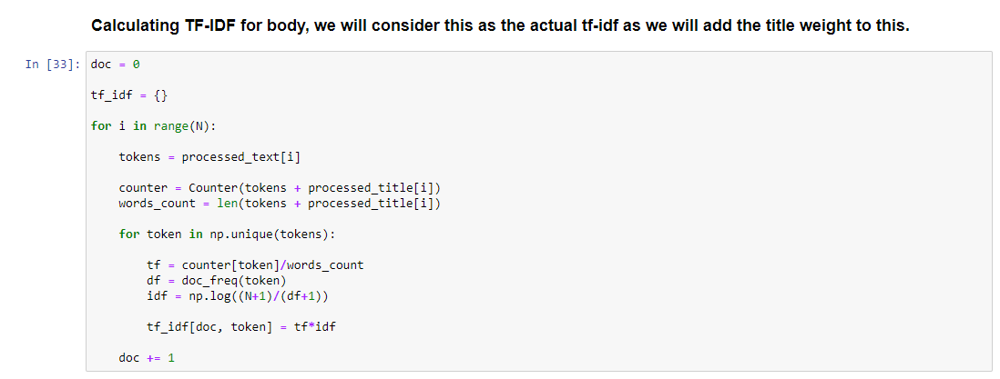 Calculating TF-IDF for body, we will consider this as the actual tf-idf as we will add the title weight to this.
In [33]: doc = 0
tf_idf = {}
for i in range(N):
tokens = processed_text[i]
counter = Counter(tokens + processed_title[i])
words_count = len(tokens + processed_title[i])
for token in np.unique(tokens):
tf = counter[token]/words_count
df = doc_freq(token)
idf = np.log((N+1)/(df+1))
tf_idf[doc, token] = tf*idf
doc += 1